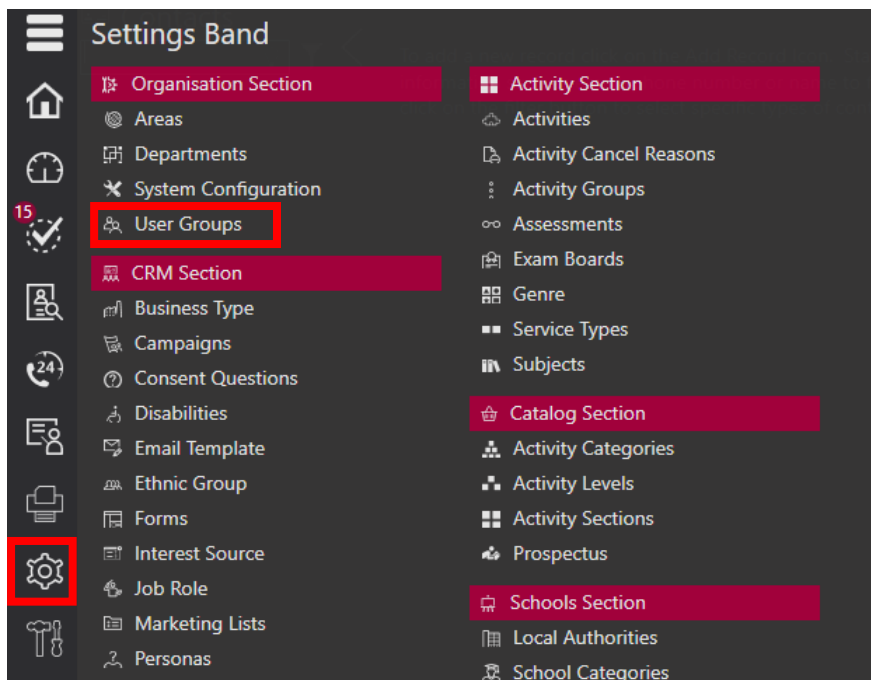 Settings Band
Organisation Section
Areas
Departments
System Configuration
User Groups
CRM Section
Business Type
Campaigns
Consent Questions
Disabilities
Email Template
Ethnic Group
Forms
Interest Source
Job Role
Marketing Lists
Personas
Activity Section
Activities
Activity Cancel Reasons
Activity Groups
Assessments
Exam Boards
Genre
Service Types
Subjects
Catalog Section
Activity Categories
Activity Levels
Activity Sections
Prospectus
Schools Section
Local Authorities
School Categories
15
24